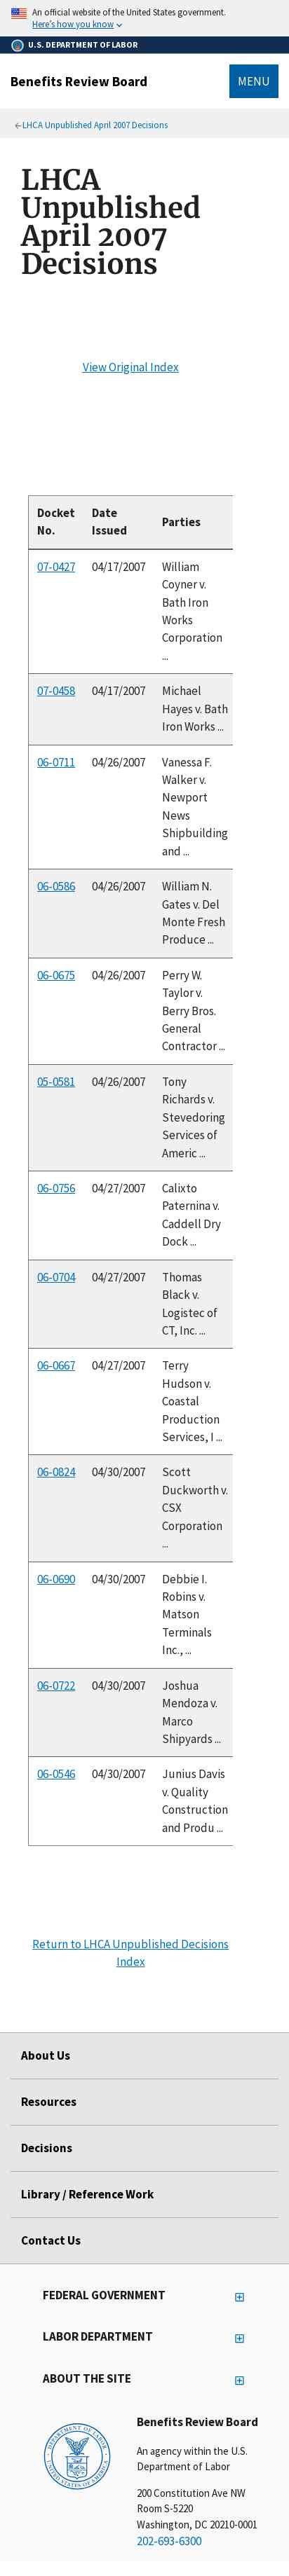 An official website of the United States government.
Here's how you know
U.S. DEPARTMENT OF LABOR
Benefits Review Board
MENU
LHCA Unpublished April 2007 Decisions
LHCA
Unpublished
April 2007
Decisions
View Original Index
Docket No. Date Issued Parties
07-0427 04/17/2007 William
Coyner v.
Bath Iron
Works
Corporation
...
07-0458 04/17/2007 Michael
Hayes v. Bath
Iron Works ...
06-0711 04/26/2007 Vanessa F.
Walker v.
Newport
News
Shipbuilding
and ...
06-0586 04/26/2007 William N.
Gates v. Del
Monte Fresh
Produce ...
06-0675 04/26/2007 Perry W.
Taylor v.
Berry Bros.
General
Contractor ...
05-0581 04/26/2007 Tony
Richards v.
Stevedoring
Services of
Americ ...
06-0756 04/27/2007 Calixto
Paternina v.
Caddell Dry
Dock ...
06-0704 04/27/2007 Thomas
Black v.
Logistec of
CT, Inc. ...
06-0667 04/27/2007 Terry
Hudson v.
Coastal
Production
Services, I ...
06-0824 04/30/2007 Scott
Duckworth v.
CSX
Corporation
...
06-0690 04/30/2007 Debbie I.
Robins v.
Matson
Terminals
Inc., ...
06-0722 04/30/2007 Joshua
Mendoza v.
Marco
Shipyards ...
06-0546 04/30/2007 Junius Davis
v. Quality
Construction
and Produ ...
Return to LHCA Unpublished Decisions
Index
About Us
Resources
Decisions
Library / Reference Work
Contact Us
FEDERAL GOVERNMENT
LABOR DEPARTMENT
ABOUT THE SITE
DEPARTMENT OF LABOR
UNITED STATES OF AMERICA
Benefits Review Board
An agency within the U.S.
Department of Labor
200 Constitution Ave NW
Room S-5220
Washington, DC 20210-0001
202-693-6300